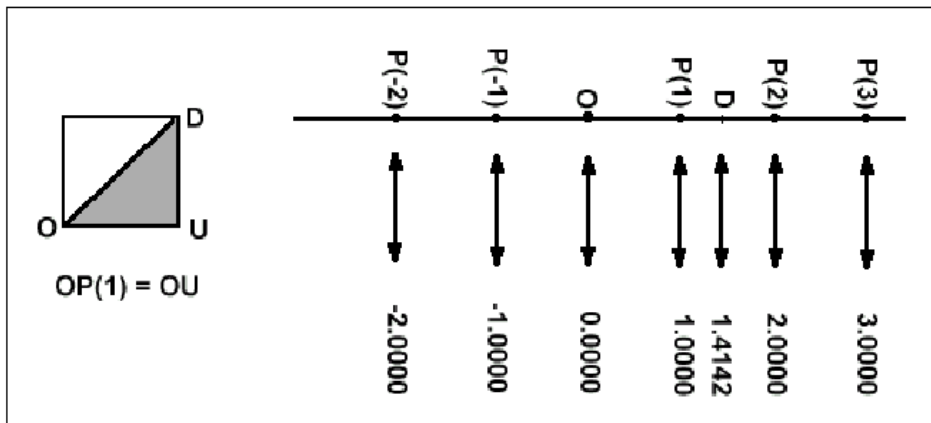 D
O
U
OP(1) = OU
P(-2)
P(-1)
O
P(1)
D
P(2)
P(3)
-2.0000
-1.0000
0.0000
1.0000
1.4142
2.0000
3.0000